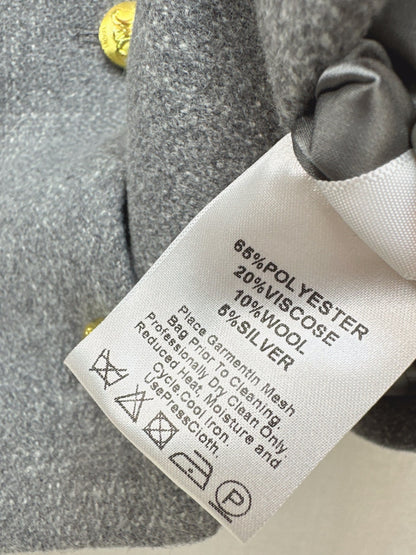 65%POLYESTER
20%VISCOSE
10%WOOL
5%SILVER
Place Garmentin Mesh
Bag Prior To Cleaning.
Professionally Dry Clean Only.
Reduced Heat, Moisture and
Cycle.Cool Iron.
UsePressCloth,
P